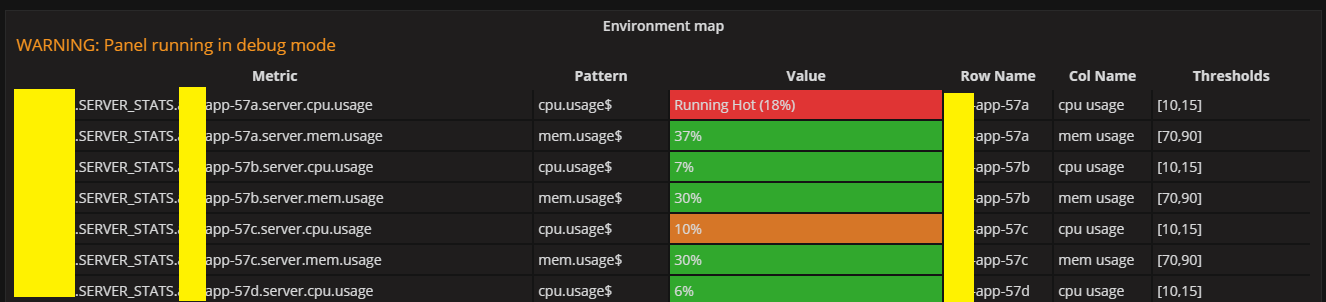 Environment map
WARNING: Panel running in debug mode
Metric Pattern Value Row Name Col Name Thresholds
.SERVER_STATS. app-57a.server.cpu.usage cpu.usage$ Running Hot (18%) -app-57a cpu usage [10,15]
.SERVER_STATS. app-57a.server.mem.usage mem.usage$ 37% -app-57a mem usage [70,90]
.SERVER_STATS. app-57b.server.cpu.usage cpu.usage$ 7% -app-57b cpu usage [10,15]
.SERVER_STATS. app-57b.server.mem.usage mem.usage$ 30% -app-57b mem usage [70,90]
.SERVER_STATS. app-57c.server.cpu.usage cpu.usage$ 10% -app-57c cpu usage [10,15]
.SERVER_STATS. app-57c.server.mem.usage mem.usage$ 30% -app-57c mem usage [70,90]
.SERVER_STATS. app-57d.server.cpu.usage cpu.usage$ 6% -app-57d cpu usage [10,15]